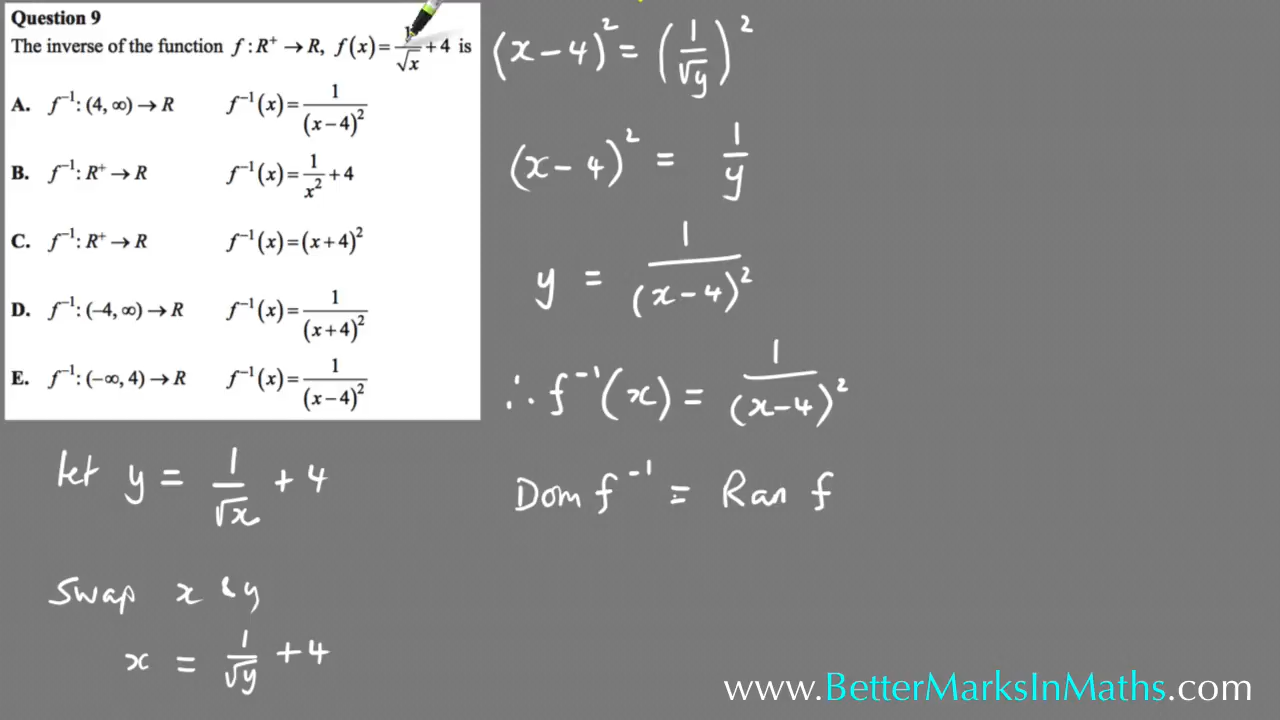 Question 9
The inverse of the function f : R⁺ → R, f(x) = 1/√x + 4 is
A. f⁻¹ : (4, ∞) → R f⁻¹(x) = 1/(x − 4)²
B. f⁻¹ : R⁺ → R f⁻¹(x) = 1/x² + 4
C. f⁻¹ : R⁺ → R f⁻¹(x) = (x + 4)²
D. f⁻¹ : (−4, ∞) → R f⁻¹(x) = 1/(x + 4)²
E. f⁻¹ : (−∞, 4) → R f⁻¹(x) = 1/(x − 4)²
let y = 1/√x + 4
Swap x & y
x = 1/√y + 4
(x − 4)² = (1/√y)²
(x − 4)² = 1/y
y = 1/(x − 4)²
∴ f⁻¹(x) = 1/(x − 4)²
Dom f⁻¹ = Ran f
www.BetterMarksInMaths.com